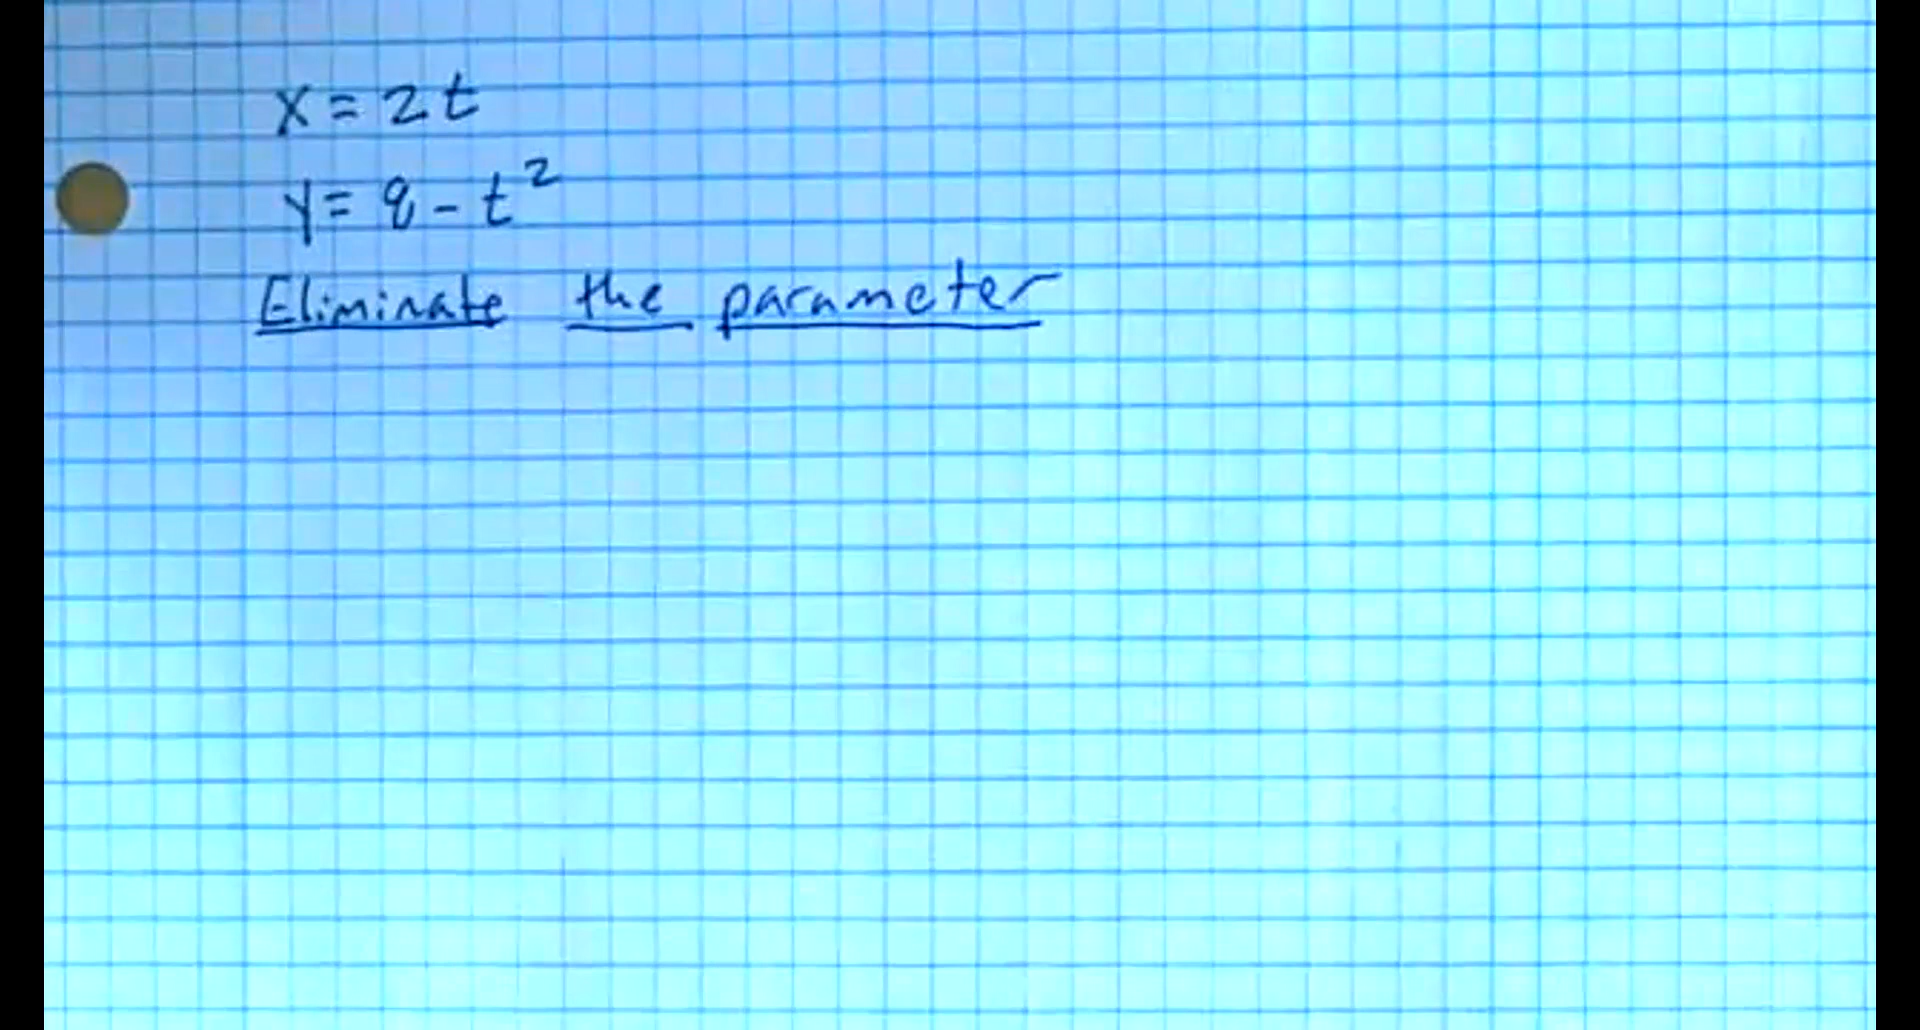 x = 2t
y = 8 - t²
Eliminate the parameter